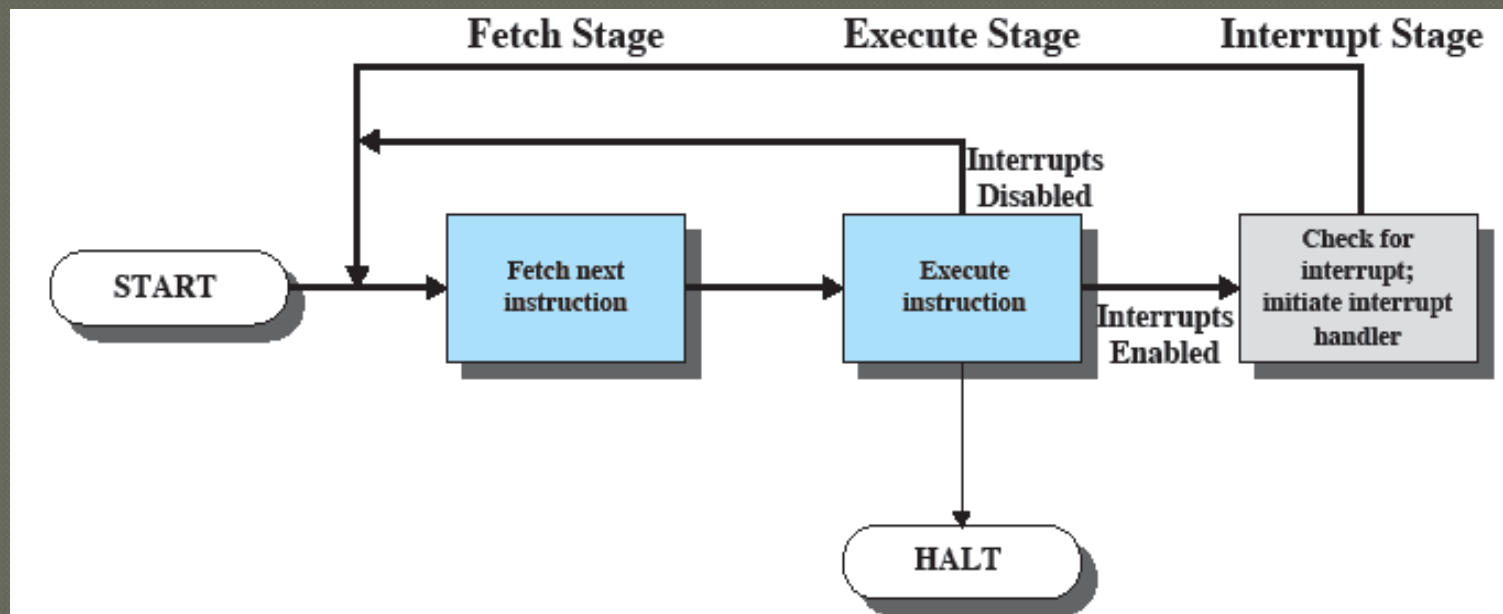 Fetch Stage
Execute Stage
Interrupt Stage
START
Fetch next
instruction
Execute
instruction
Interrupts
Disabled
Interrupts
Enabled
Check for
interrupt;
initiate interrupt
handler
HALT